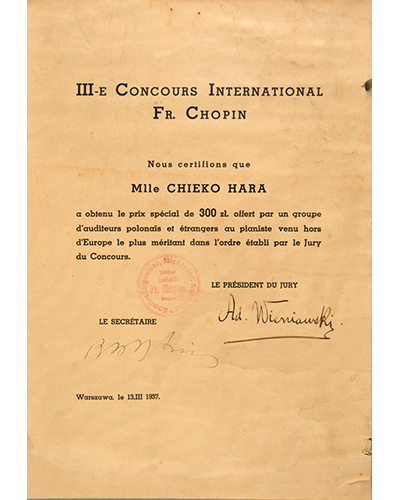 III-E CONCOURS INTERNATIONAL
FR. CHOPIN
Nous certifions que
Mlle CHIEKO HARA
a obtenu le prix spécial de 300 zł. offert par un groupe
d'auditeurs polonais et étrangers au pianiste venu hors
d'Europe le plus méritant dans l'ordre établi par le Jury
du Concours.
LE PRÉSIDENT DU JURY
Ad. Wieniawski
Fr. Chopina
LE SECRÉTAIRE
Warszawa, le 13.III 1937.